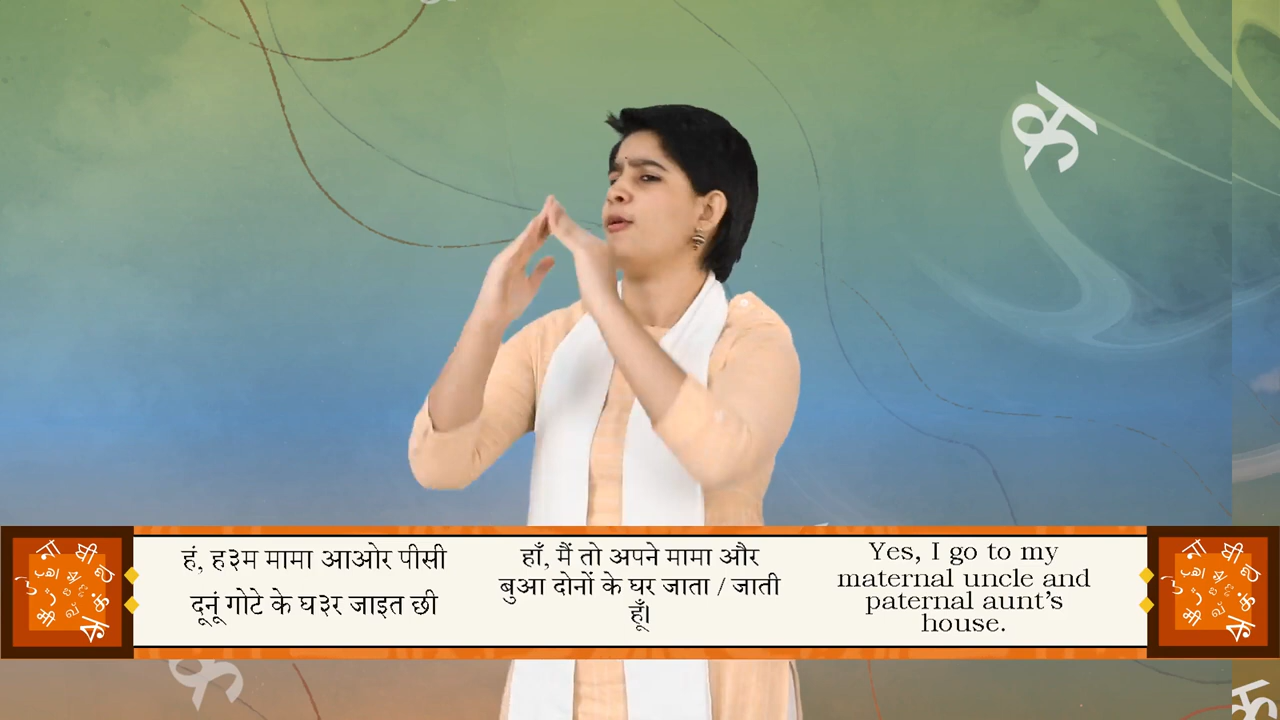 हं, ह३म मामा आओर पीसी
दूनूं गोटे के घ३र जाइत छी
हाँ, मैं तो अपने मामा और
बुआ दोनों के घर जाता / जाती
हूँ।
Yes, I go to my
maternal uncle and
paternal aunt's
house.